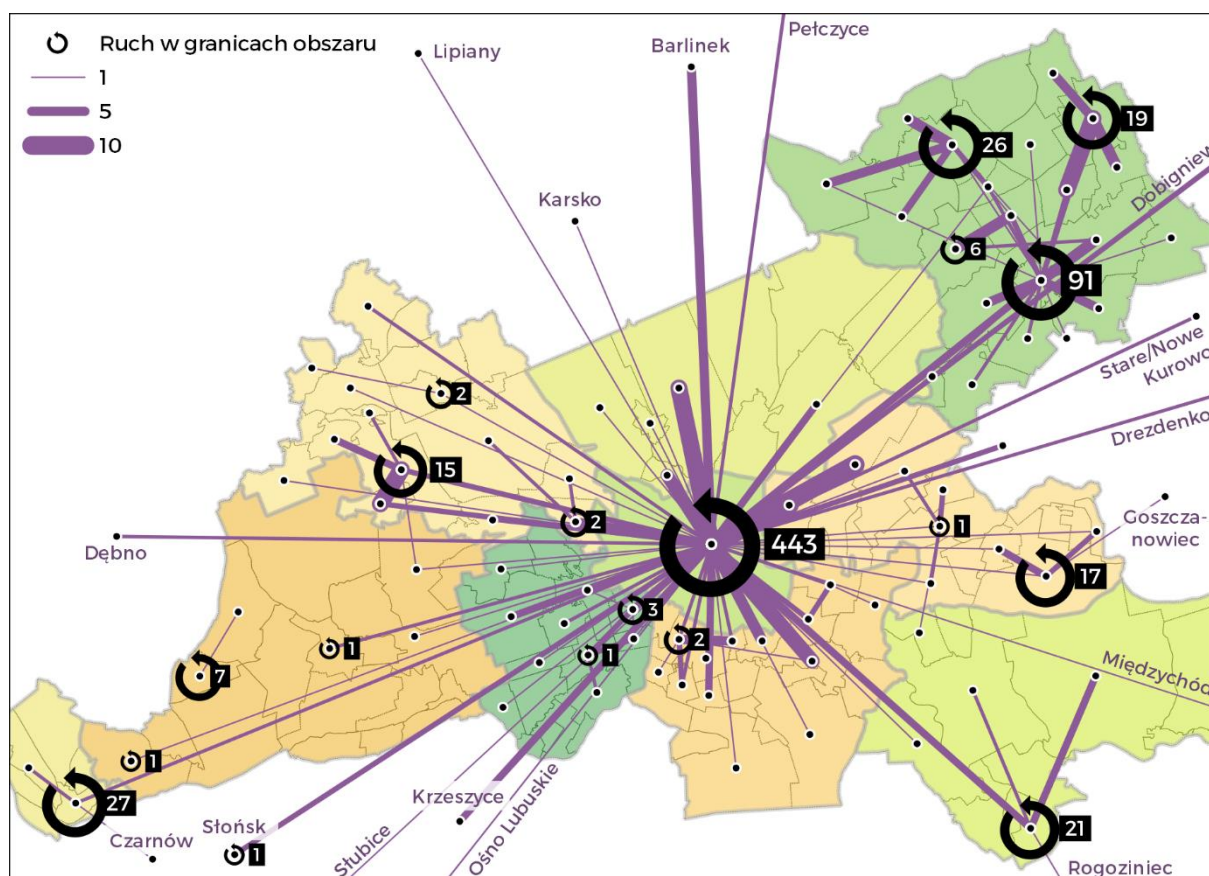 Ruch w granicach obszaru
1
5
10
Lipiany
Barlinek
Pełczyce
Karsko
26
19
Dobigniew
6
91
Stare/Nowe
Kurowo
Drezdenko
2
15
2
443
1
Goszcza-
nowiec
17
Dębno
3
2
1
1
7
Międzychód
1
27
Czarnów
Słońsk
1
Słubice
Krzeszyce
Ośno Lubuskie
21
Rogoziniec